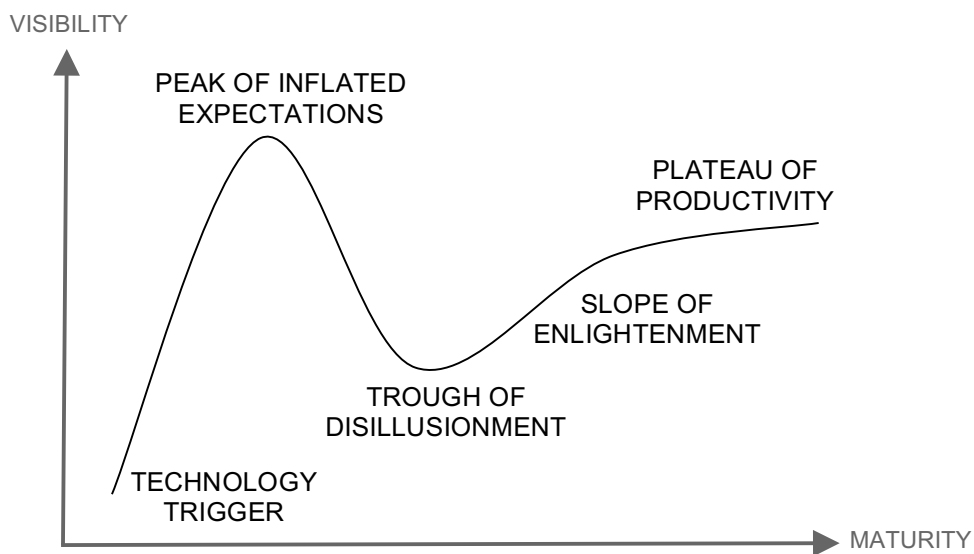 VISIBILITY
PEAK OF INFLATED
EXPECTATIONS
PLATEAU OF
PRODUCTIVITY
SLOPE OF
ENLIGHTENMENT
TROUGH OF
DISILLUSIONMENT
TECHNOLOGY
TRIGGER
MATURITY